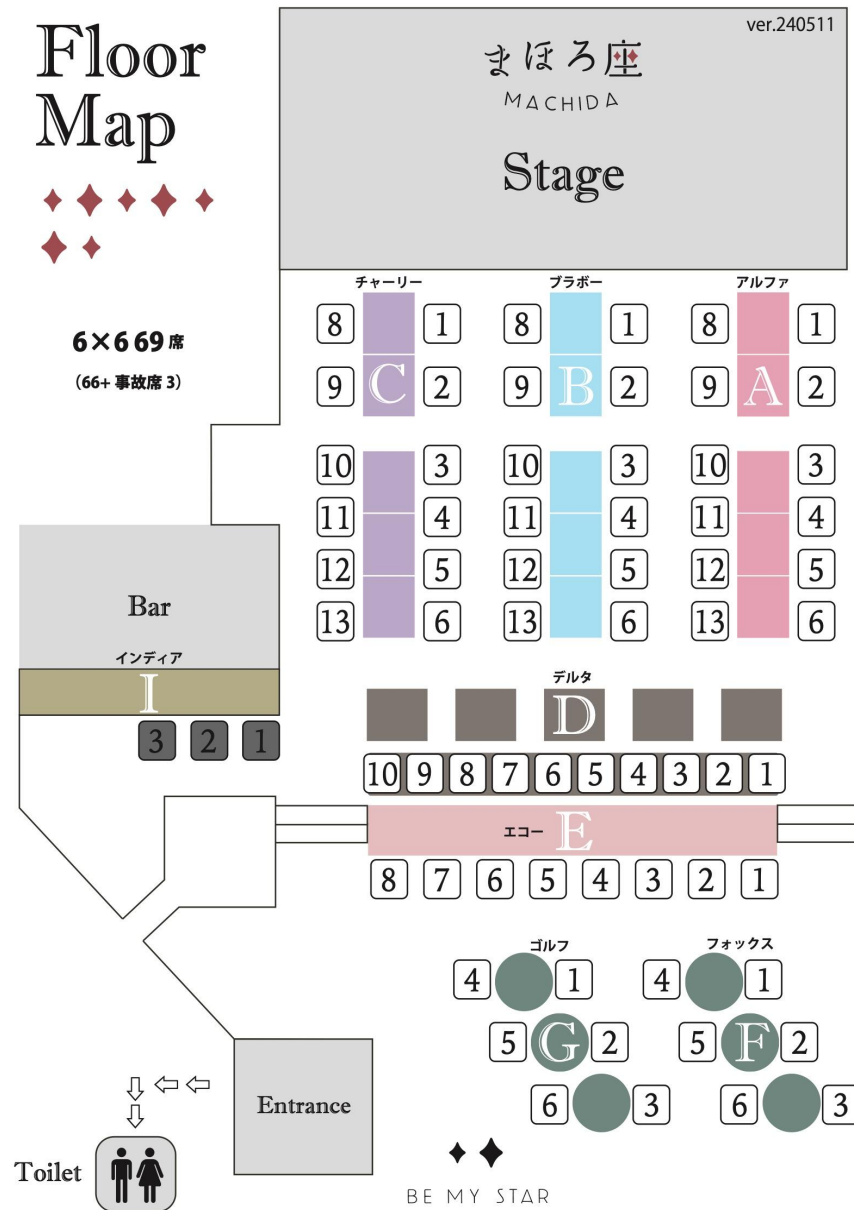 Floor
Map
ver.240511
まほろ座
MACHIDA
Stage
6×6 69席
（66+ 事故席 3）
チャーリー
ブラボー
アルファ
8 1 8 1 8 1
9 C 2 9 B 2 9 A 2
10 3 10 3 10 3
11 4 11 4 11 4
12 5 12 5 12 5
13 6 13 6 13 6
Bar
インディア
I
3 2 1
デルタ
D
10 9 8 7 6 5 4 3 2 1
エコー E
8 7 6 5 4 3 2 1
ゴルフ
フォックス
4 1 4 1
5 G 2 5 F 2
6 3 6 3
Entrance
Toilet
BE MY STAR